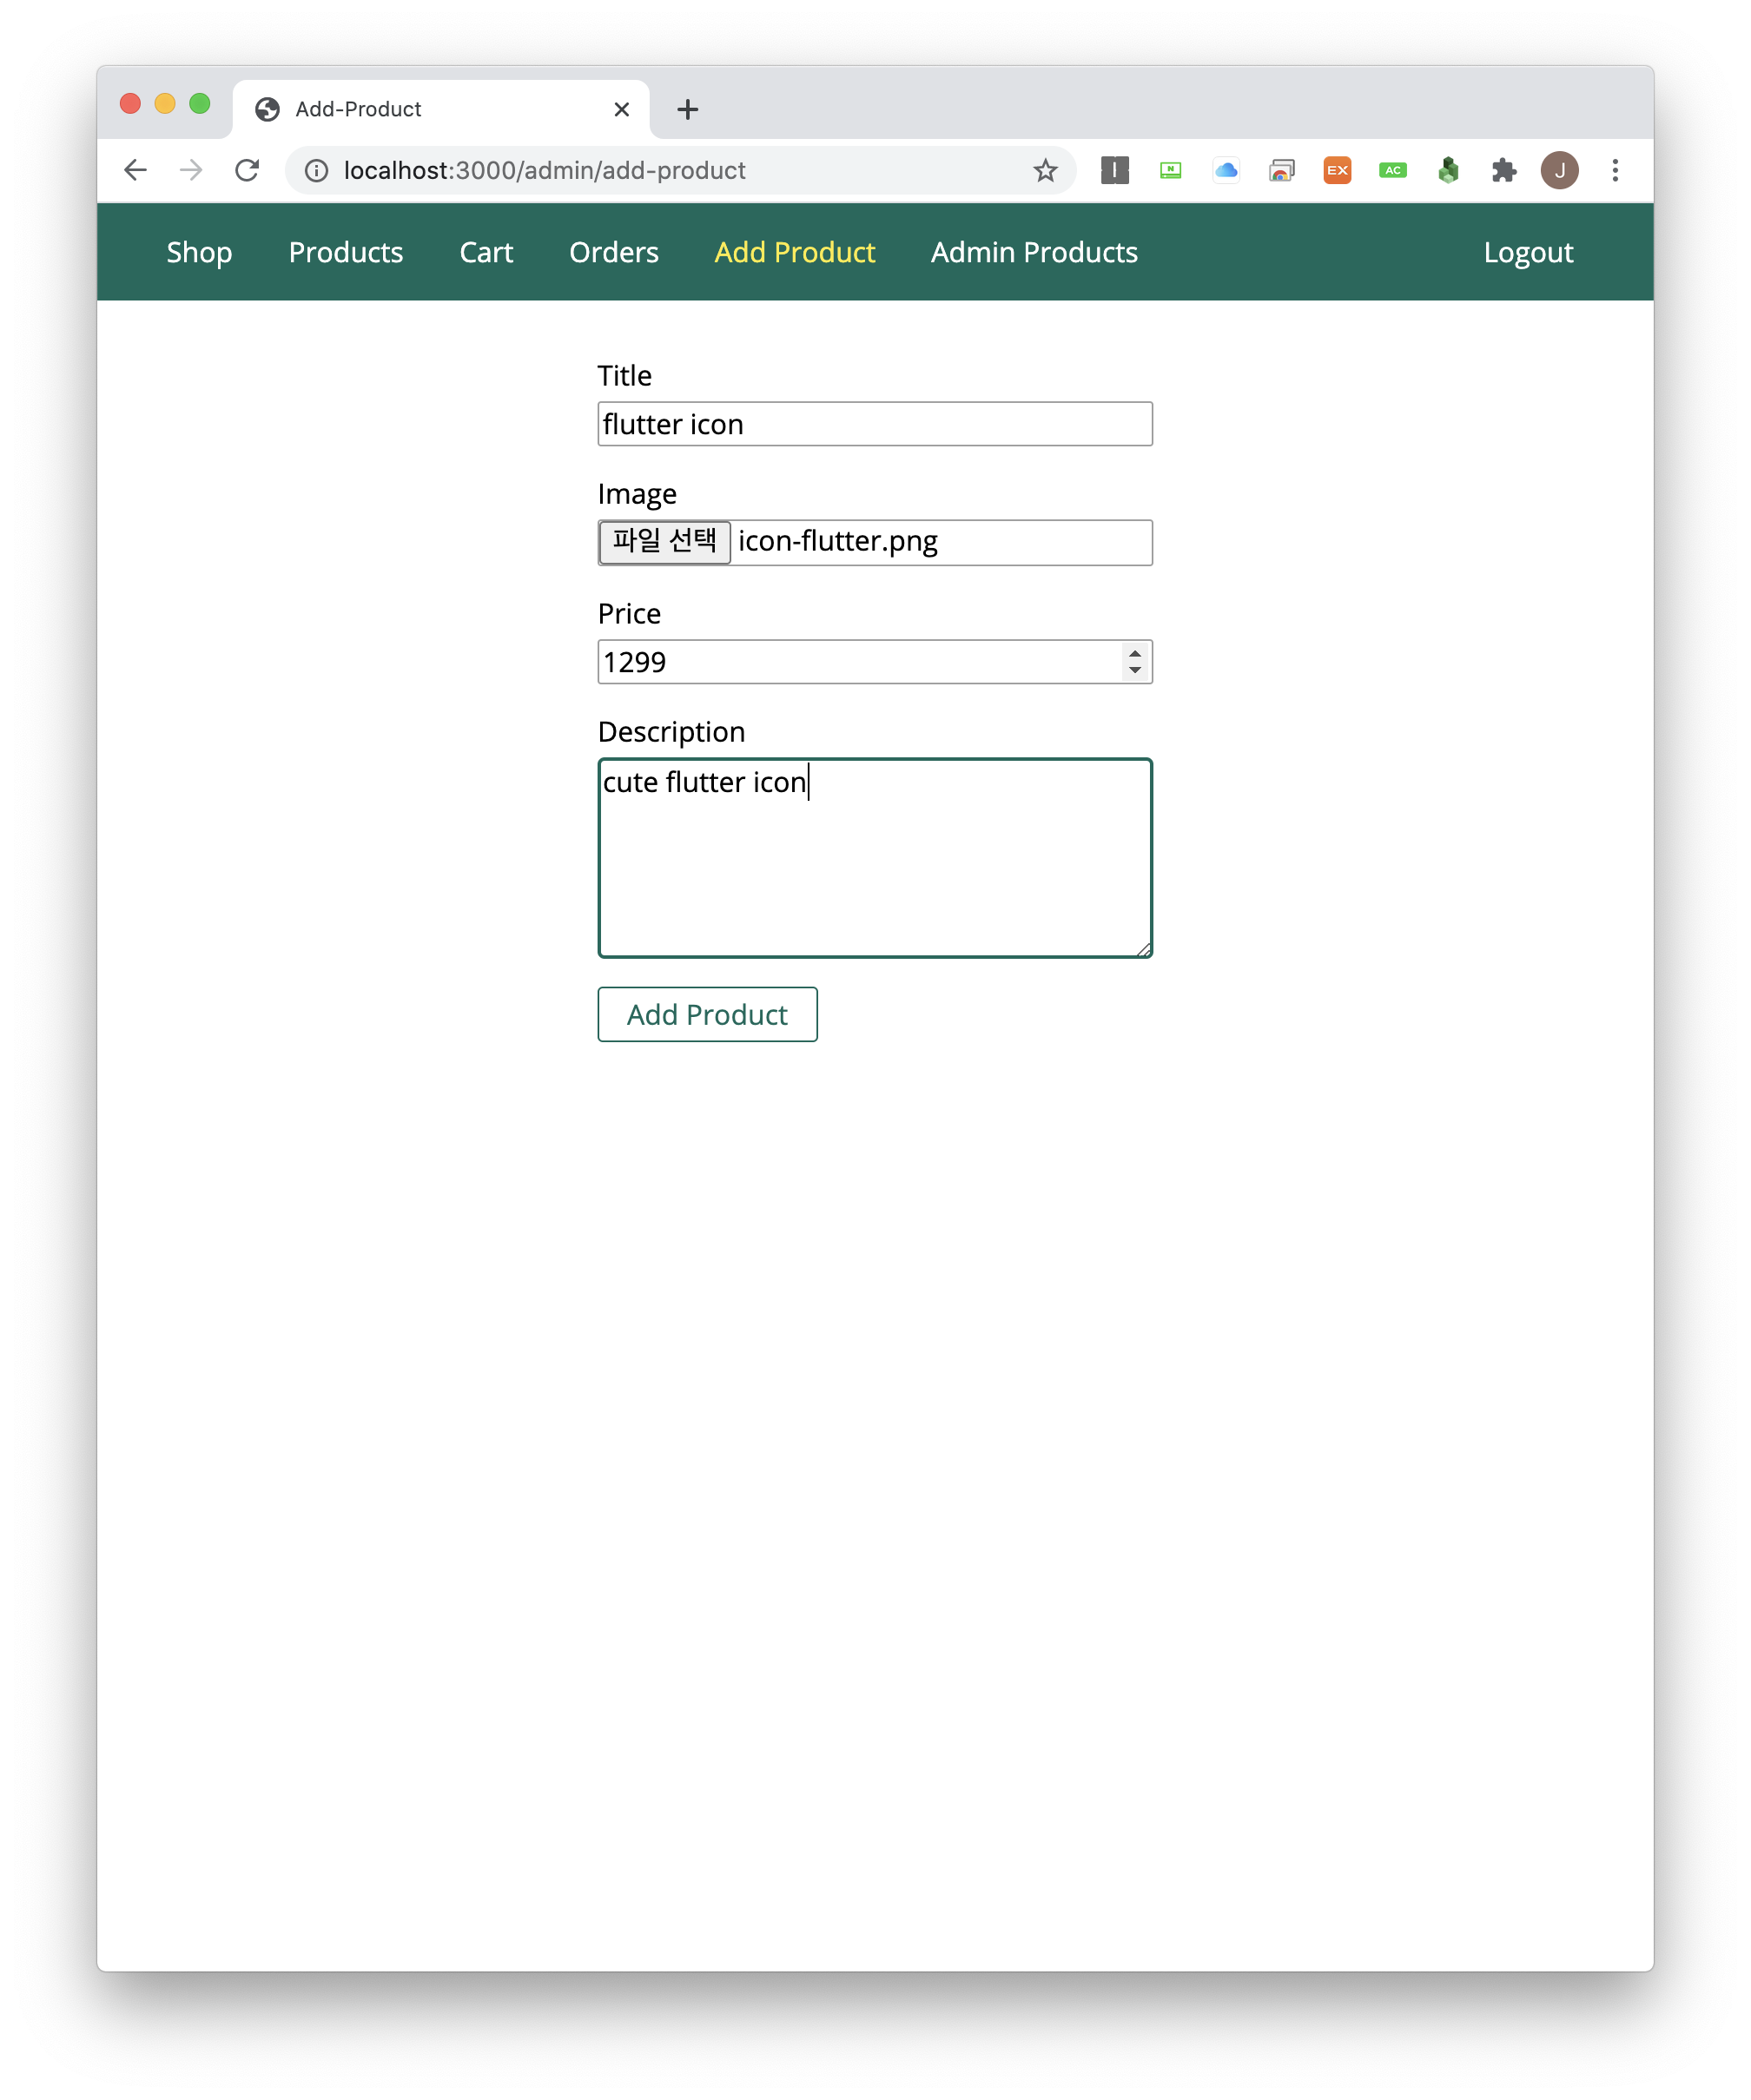 Add-Product
localhost:3000/admin/add-product
N
EX
AC
J
Shop Products Cart Orders Add Product Admin Products Logout
Title
flutter icon
Image
파일 선택 icon-flutter.png
Price
1299
Description
cute flutter icon
Add Product